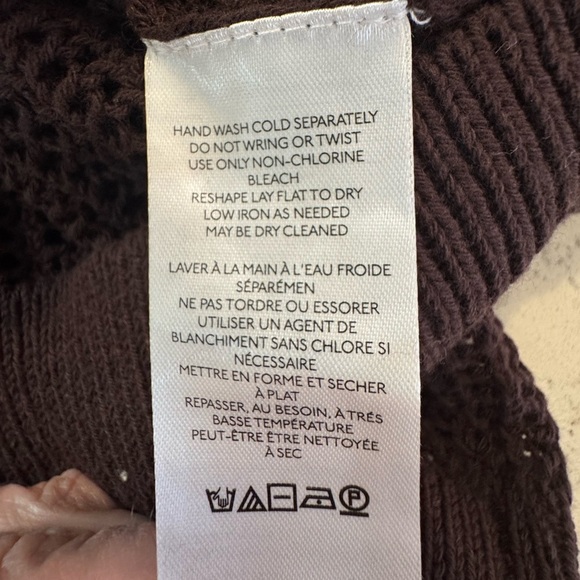 HAND WASH COLD SEPARATELY
DO NOT WRING OR TWIST
USE ONLY NON-CHLORINE
BLEACH
RESHAPE LAY FLAT TO DRY
LOW IRON AS NEEDED
MAY BE DRY CLEANED
LAVER À LA MAIN À L'EAU FROIDE
SÉPARÉMEN
NE PAS TORDRE OU ESSORER
UTILISER UN AGENT DE
BLANCHIMENT SANS CHLORE SI
NÉCESSAIRE
METTRE EN FORME ET SECHER
À PLAT
REPASSER, AU BESOIN, À TRÉS
BASSE TEMPÉRATURE
PEUT-ÊTRE ÊTRE NETTOYÉE
À SEC
P